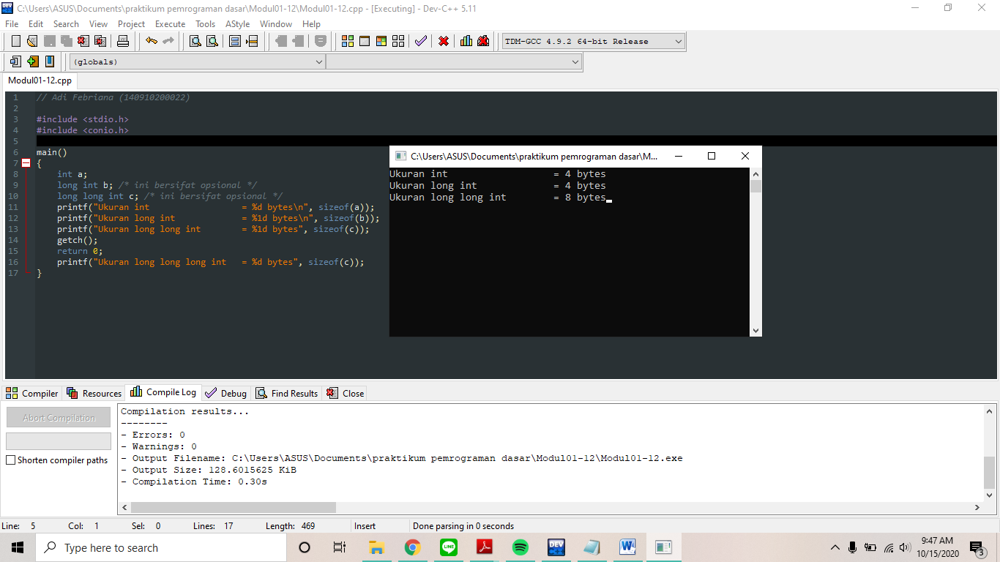 C:\Users\ASUS\Documents\praktikum pemrograman dasar\Modul01-12\Modul01-12.cpp - [Executing] - Dev-C++ 5.11
File Edit Search View Project Execute Tools AStyle Window Help
TDM-GCC 4.9.2 64-bit Release
(globals)
Modul01-12.cpp
1 // Adi Febriana (140910200022)
2
3 #include <stdio.h>
4 #include <conio.h>
5
6 main()
7 {
8 int a;
9 long int b; /* ini bersifat opsional */
10 long long int c; /* ini bersifat opsional */
11 printf("Ukuran int = %d bytes\n", sizeof(a));
12 printf("Ukuran long int = %1d bytes\n", sizeof(b));
13 printf("Ukuran long long int = %1d bytes", sizeof(c));
14 getch();
15 return 0;
16 printf("Ukuran long long long int = %d bytes", sizeof(c));
17 }
C:\Users\ASUS\Documents\praktikum pemrograman dasar\M...
Ukuran int = 4 bytes
Ukuran long int = 4 bytes
Ukuran long long int = 8 bytes
Compiler Resources Compile Log Debug Find Results Close
Abort Compilation
Shorten compiler paths
Compilation results...
--------
- Errors: 0
- Warnings: 0
- Output Filename: C:\Users\ASUS\Documents\praktikum pemrograman dasar\Modul01-12\Modul01-12.exe
- Output Size: 128.6015625 KiB
- Compilation Time: 0.30s
Line: 5 Col: 1 Sel: 0 Lines: 17 Length: 469 Insert Done parsing in 0 seconds
Type here to search
LINE
DEV
W
9:47 AM
10/15/2020
3